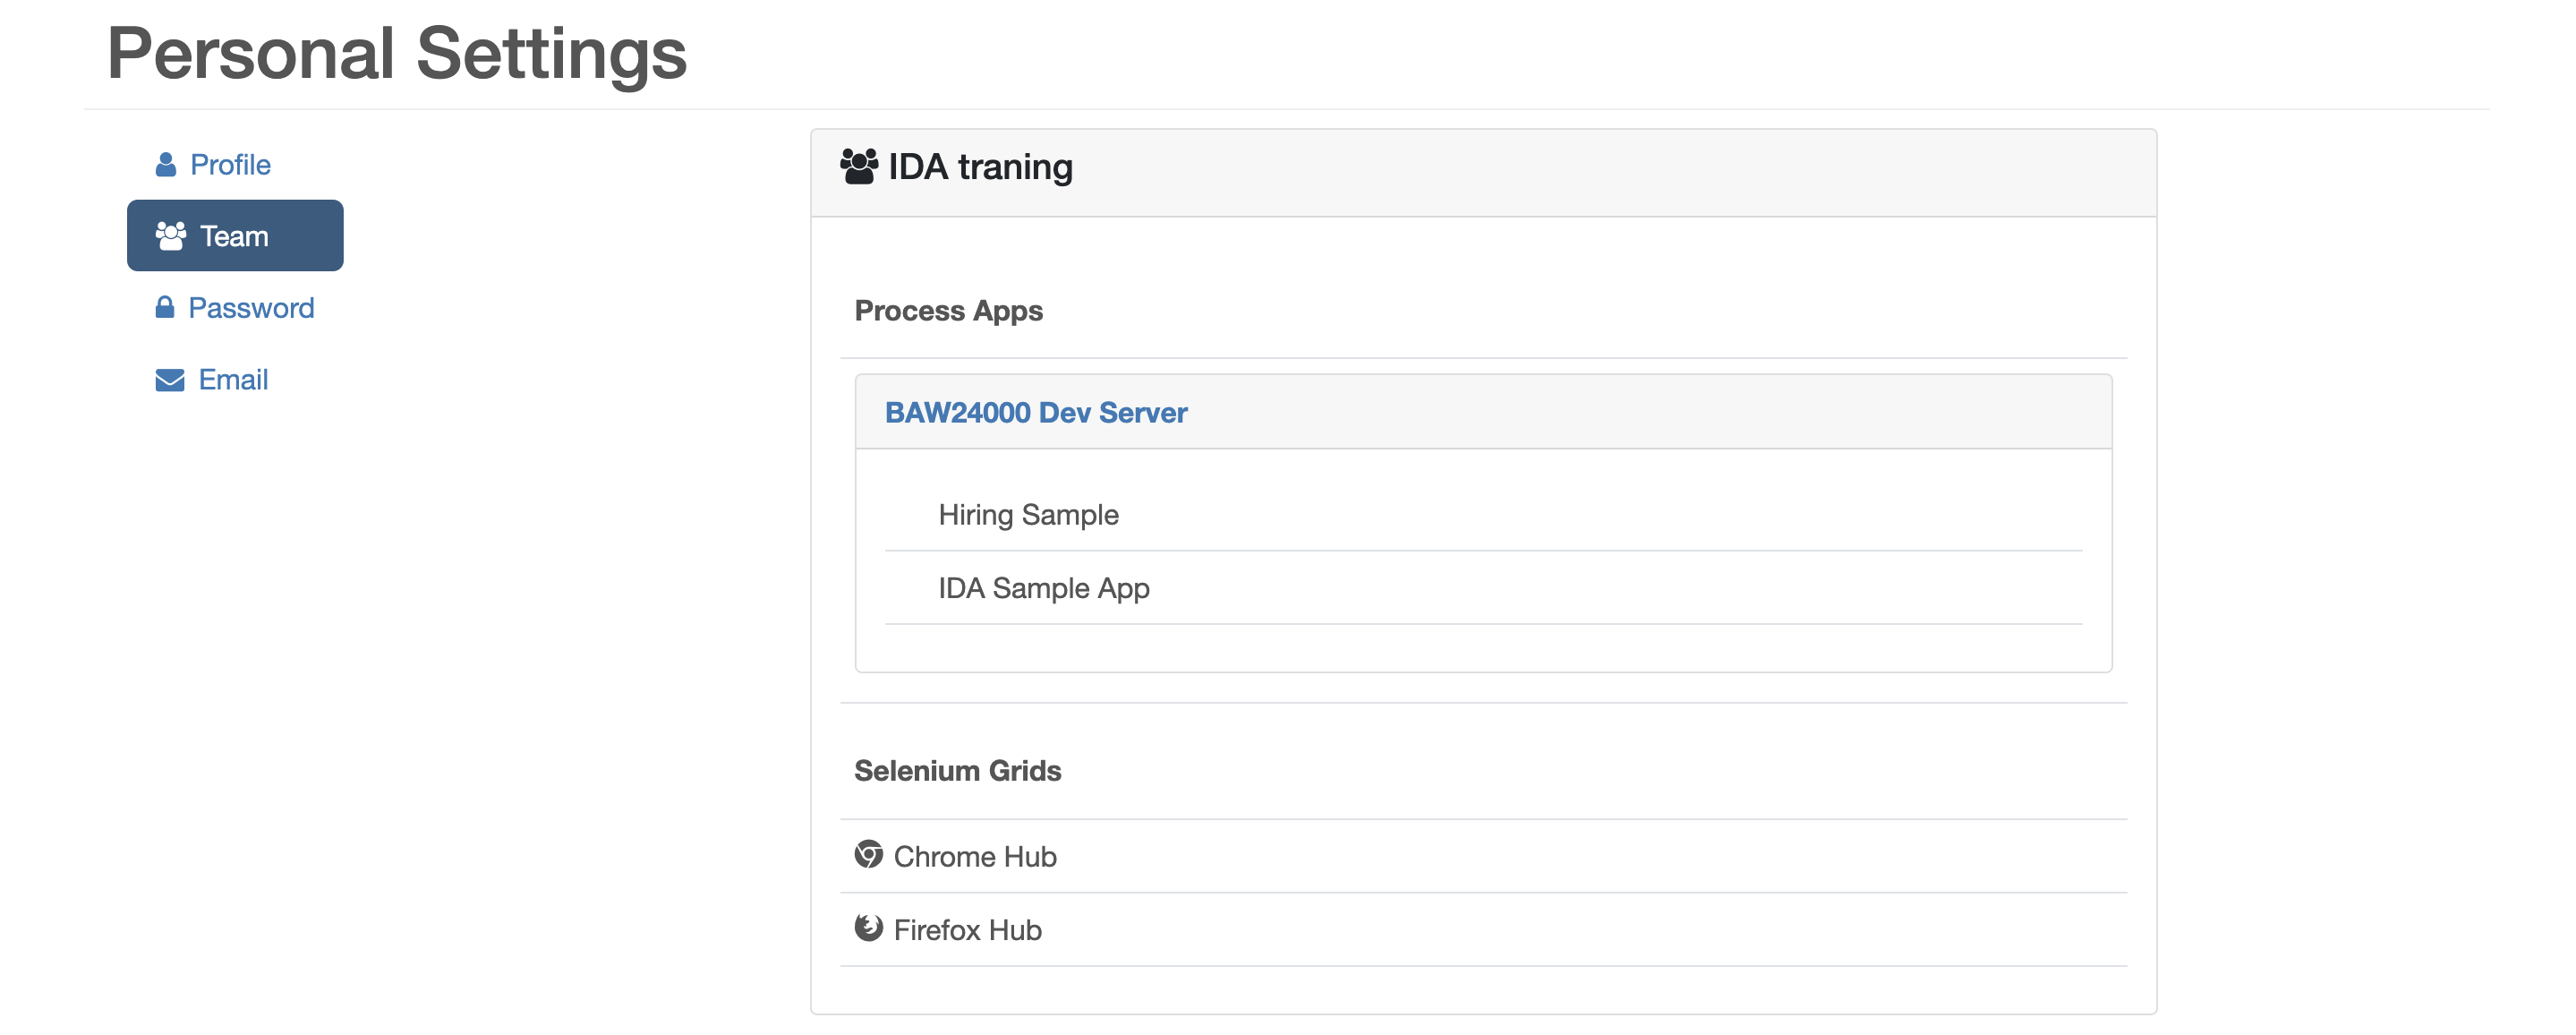 Personal Settings
Profile
Team
Password
Email
IDA traning
Process Apps
BAW24000 Dev Server
Hiring Sample
IDA Sample App
Selenium Grids
Chrome Hub
Firefox Hub